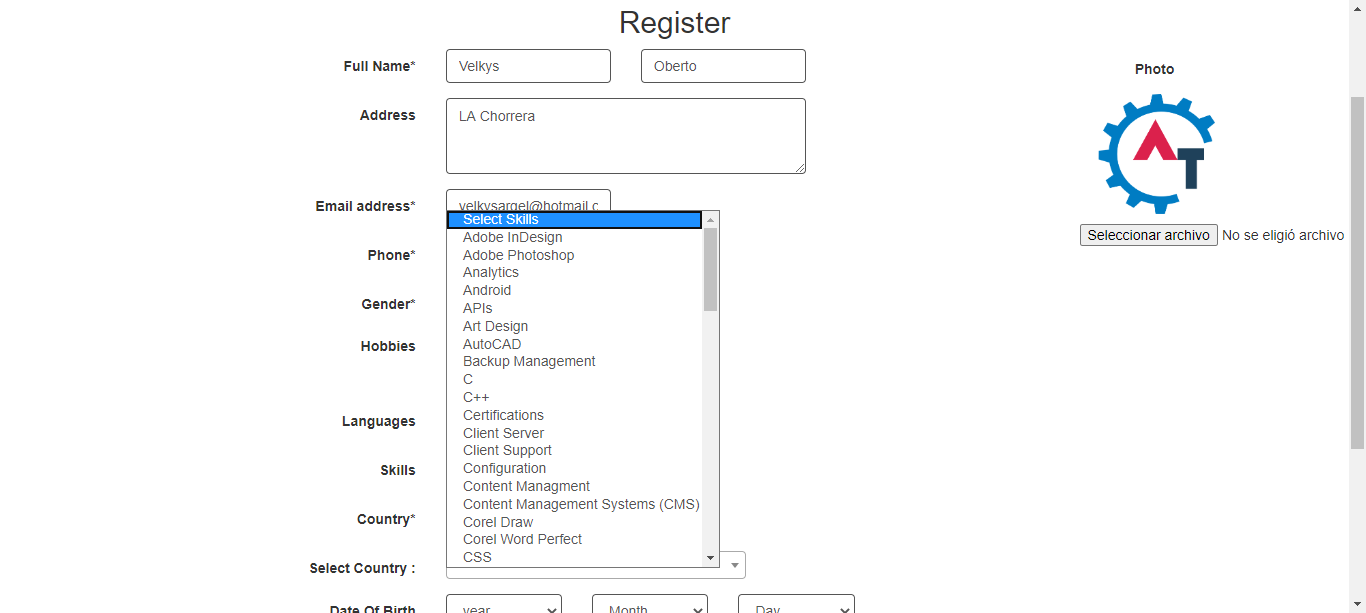 Register
Full Name*
Velkys
Oberto
Photo
Address
LA Chorrera
AT
Email address*
velkysargel@hotmail.c
Seleccionar archivo No se eligió archivo
Select Skills
Adobe InDesign
Adobe Photoshop
Phone*
Analytics
Android
Gender*
APIs
Art Design
Hobbies
AutoCAD
Backup Management
C
C++
Languages
Certifications
Client Server
Client Support
Skills
Configuration
Content Managment
Content Management Systems (CMS)
Country*
Corel Draw
Corel Word Perfect
CSS
Select Country :
Date Of Birth
year
Month
Day